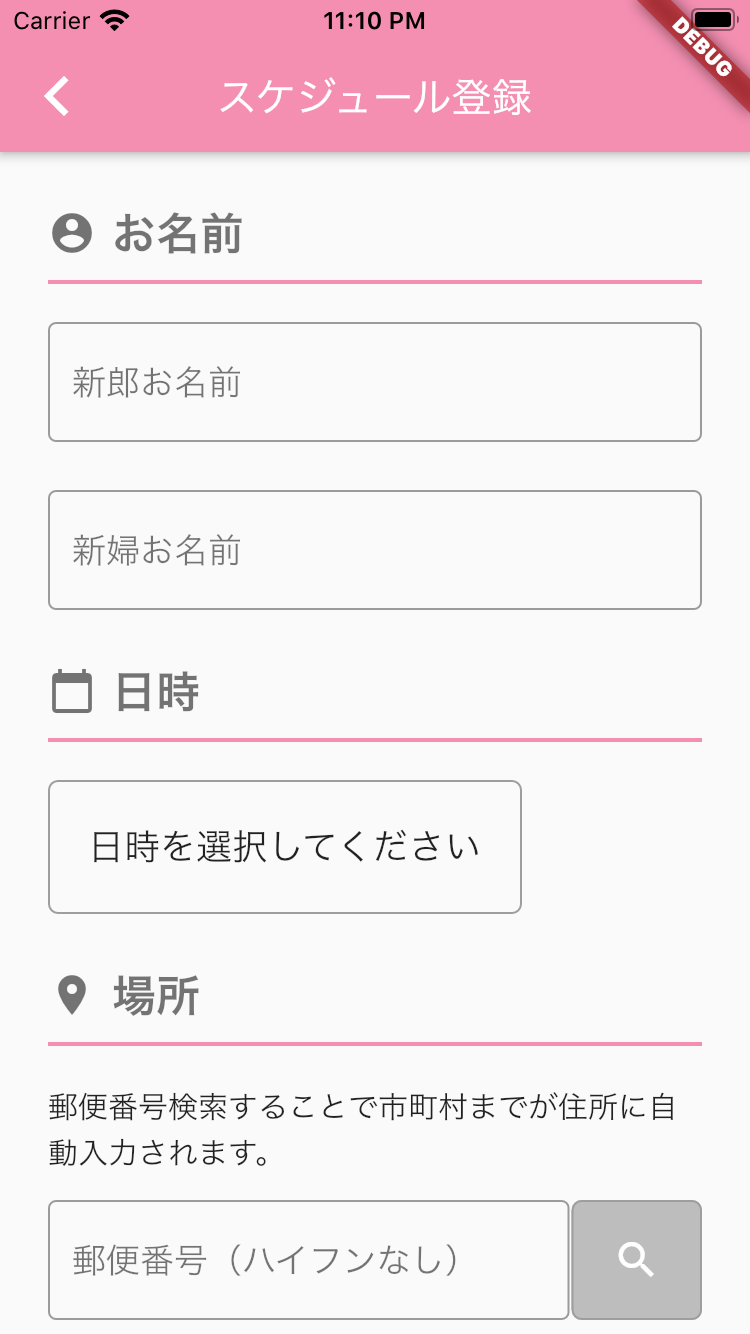 Carrier 11:10 PM
DEBUG
スケジュール登録
お名前
新郎お名前
新婦お名前
日時
日時を選択してください
場所
郵便番号検索することで市町村までが住所に自
動入力されます。
郵便番号（ハイフンなし）